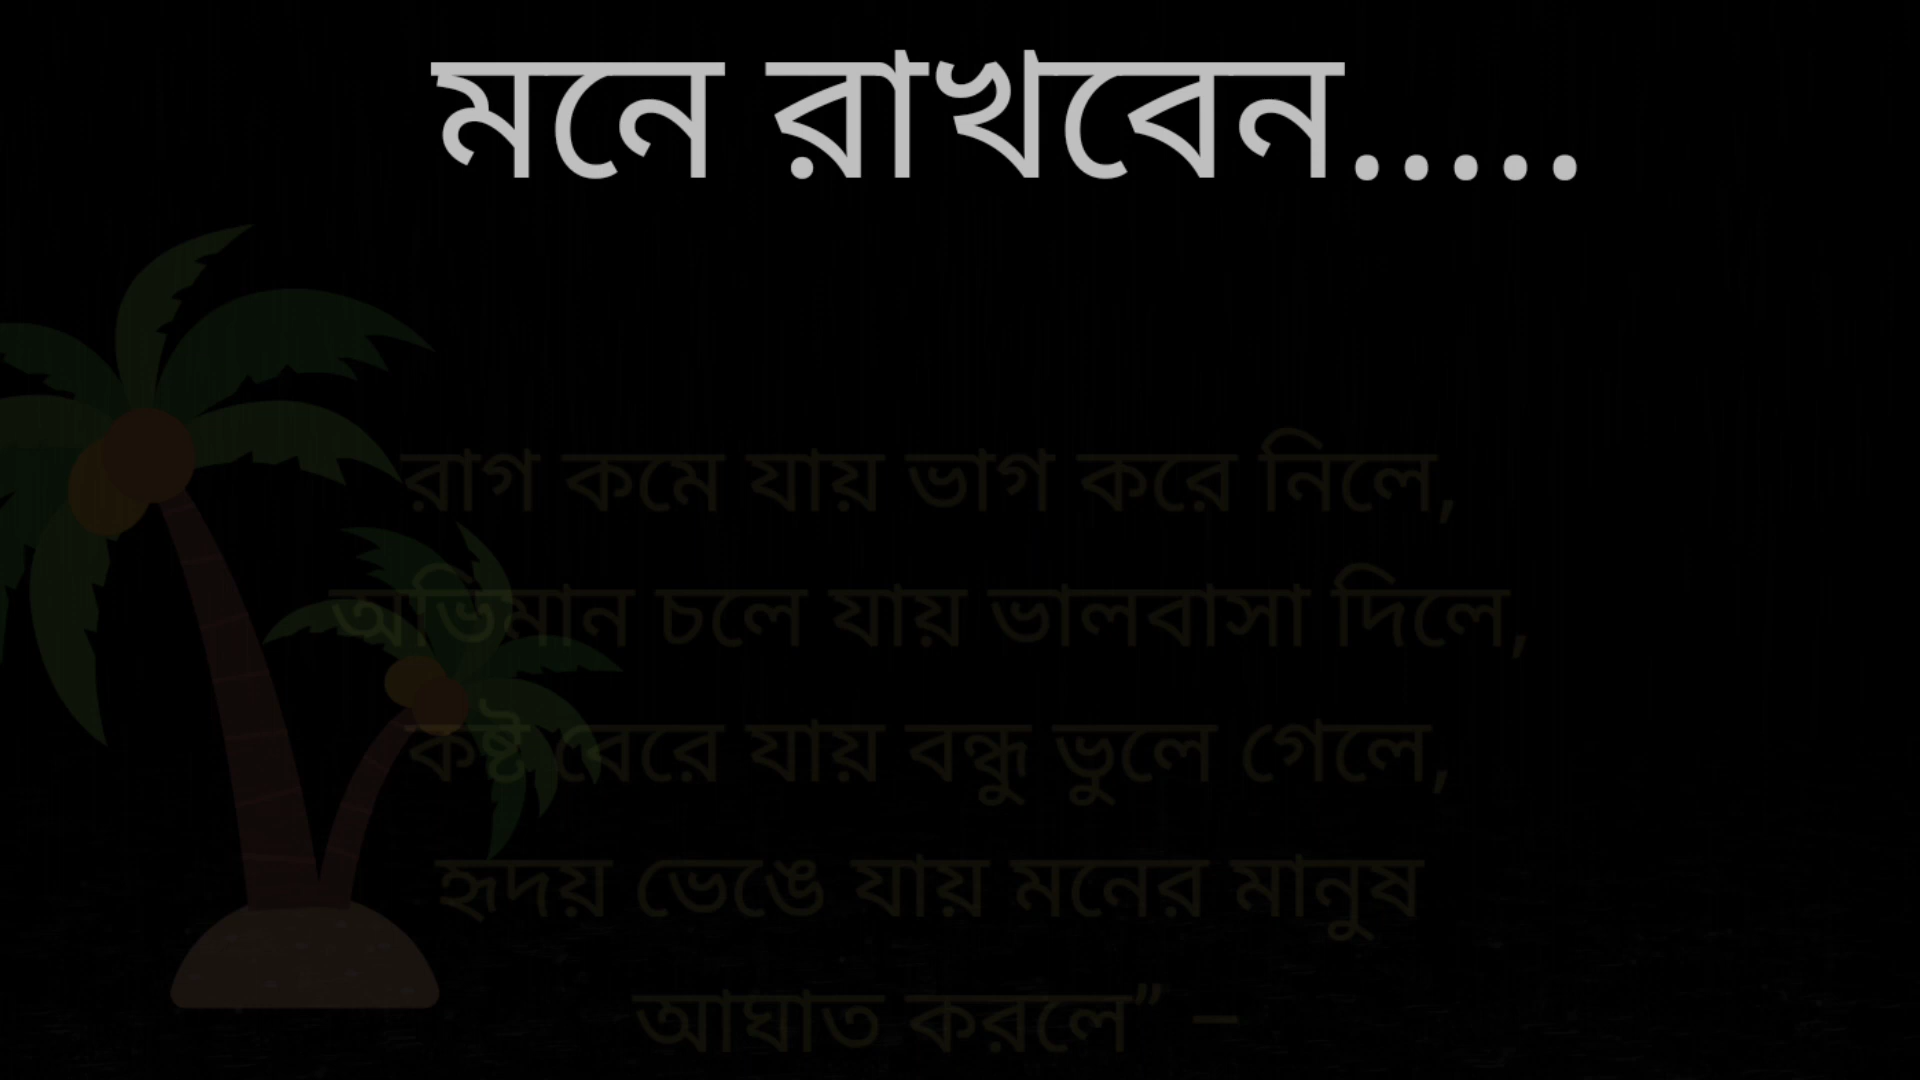 মনে রাখবেন.....
রাগ কমে যায় ভাগ করে নিলে,
অভিমান চলে যায় ভালবাসা দিলে,
কষ্ট বেরে যায় বন্ধু ভুলে গেলে,
হৃদয় ভেঙে যায় মনের মানুষ
আঘাত করলে” –